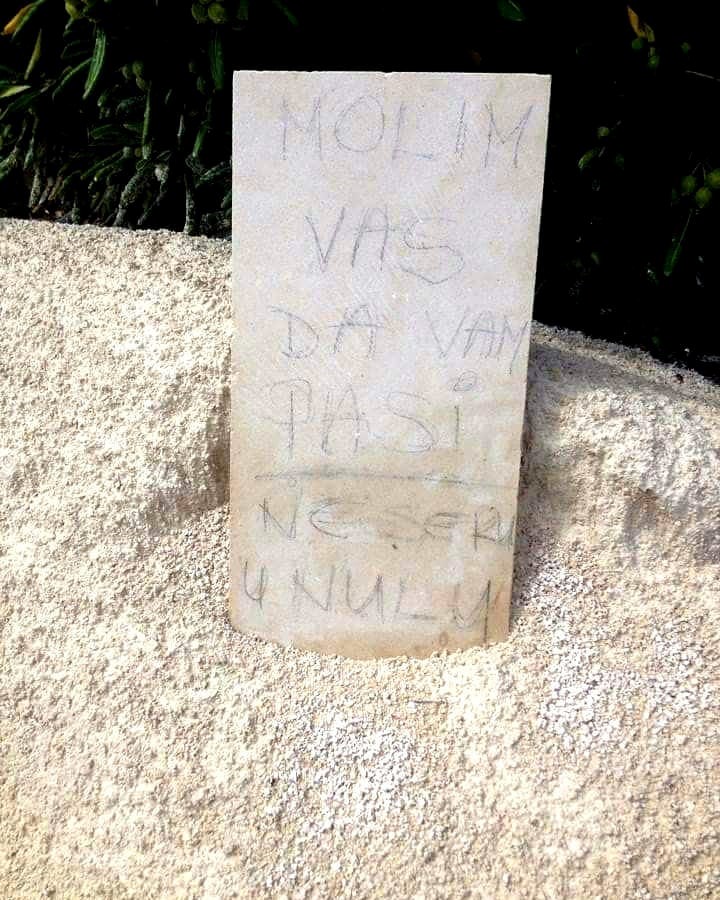 MOLIM
VAS
DA VAM
PASi
NE SERU
U NULU